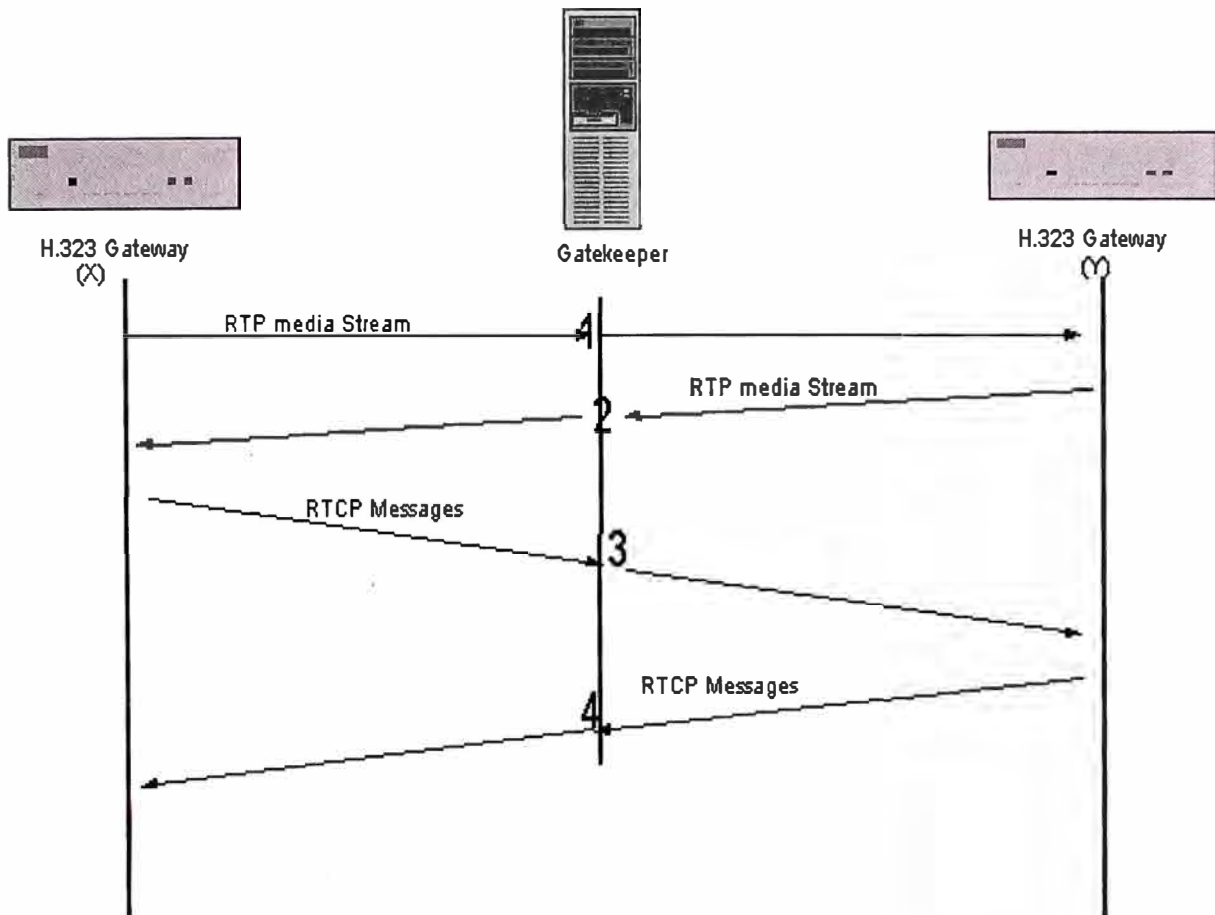 Gatekeeper
H.323 Gateway
(X)
H.323 Gateway
(Y)
RTP media Stream
1
RTP media Stream
2
RTCP Messages
3
RTCP Messages
4